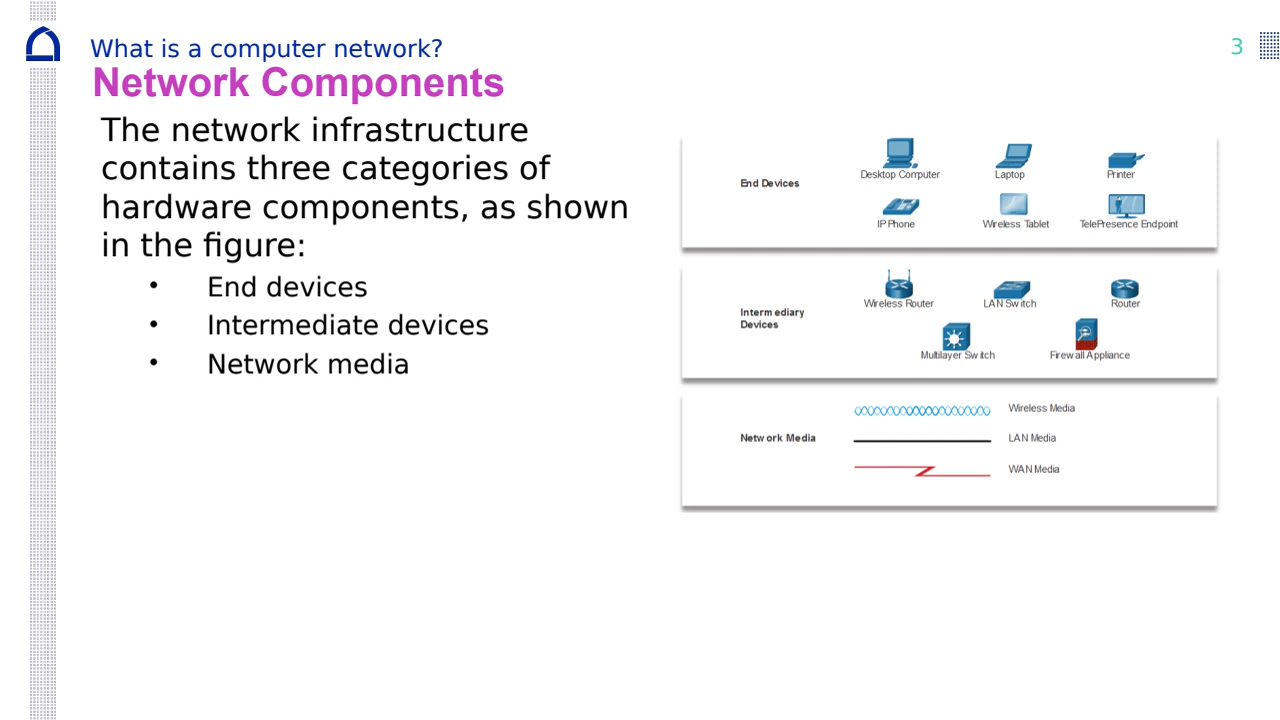 What is a computer network?
3
Network Components
The network infrastructure
contains three categories of
hardware components, as shown
in the figure:
• End devices
• Intermediate devices
• Network media
End Devices
Desktop Computer
Laptop
Printer
IP Phone
Wireless Tablet
TelePresence Endpoint
Intermediary
Devices
Wireless Router
LAN Switch
Router
Multilayer Switch
Firewall Appliance
Network Media
Wireless Media
LAN Media
WAN Media